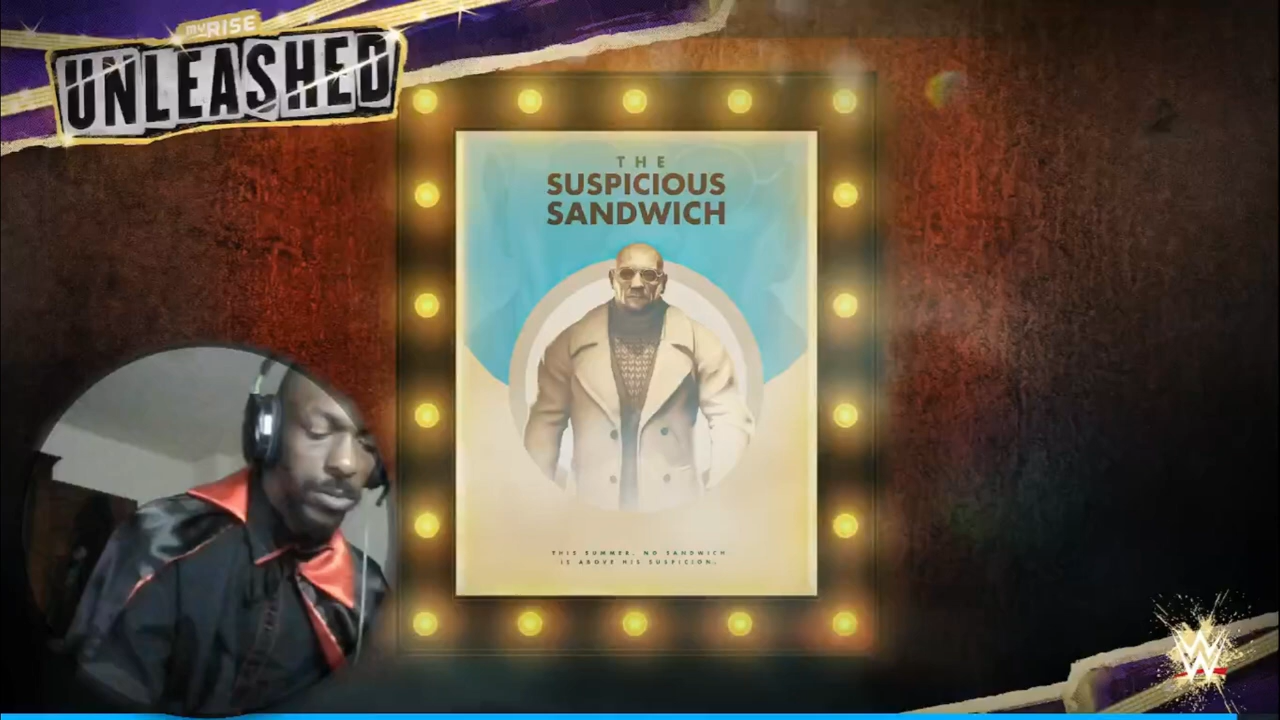 MyRISE
UNLEASHED
THE
SUSPICIOUS
SANDWICH
THIS SUMMER, NO SANDWICH
IS ABOVE HIS SUSPICION.
W